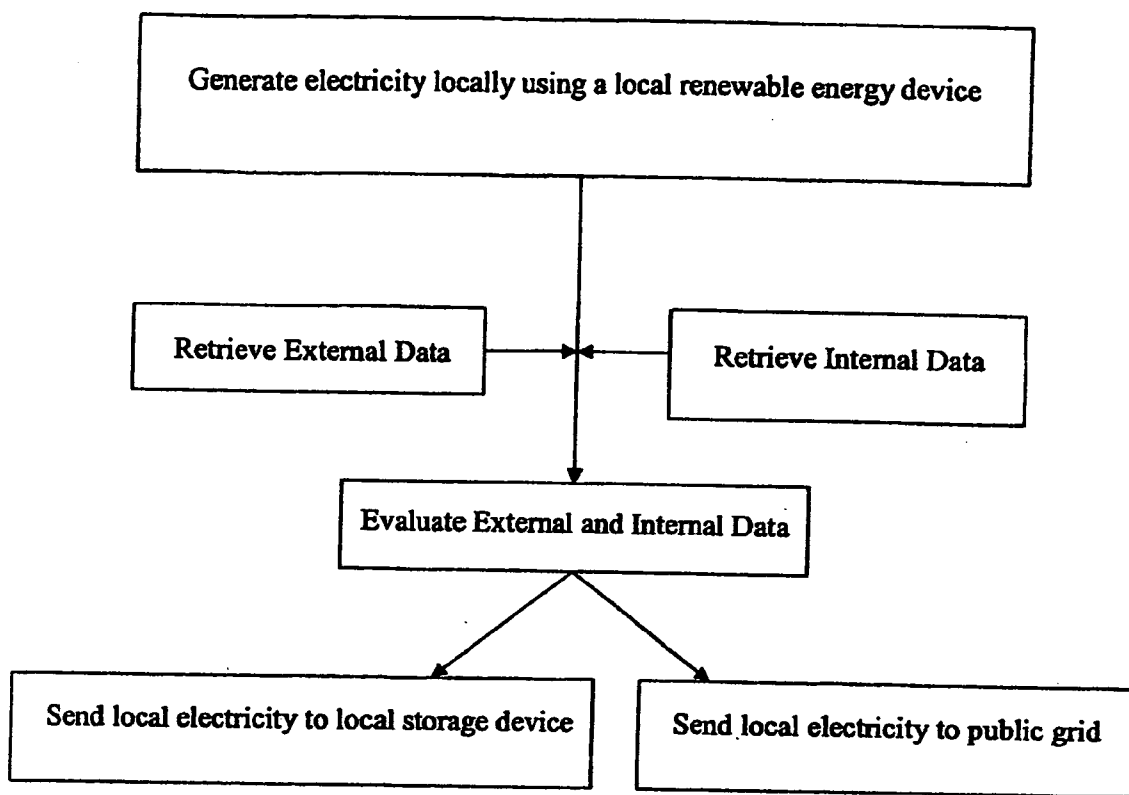 Generate electricity locally using a local renewable energy device
Retrieve External Data
Retrieve Internal Data
Evaluate External and Internal Data
Send local electricity to local storage device
Send local electricity to public grid